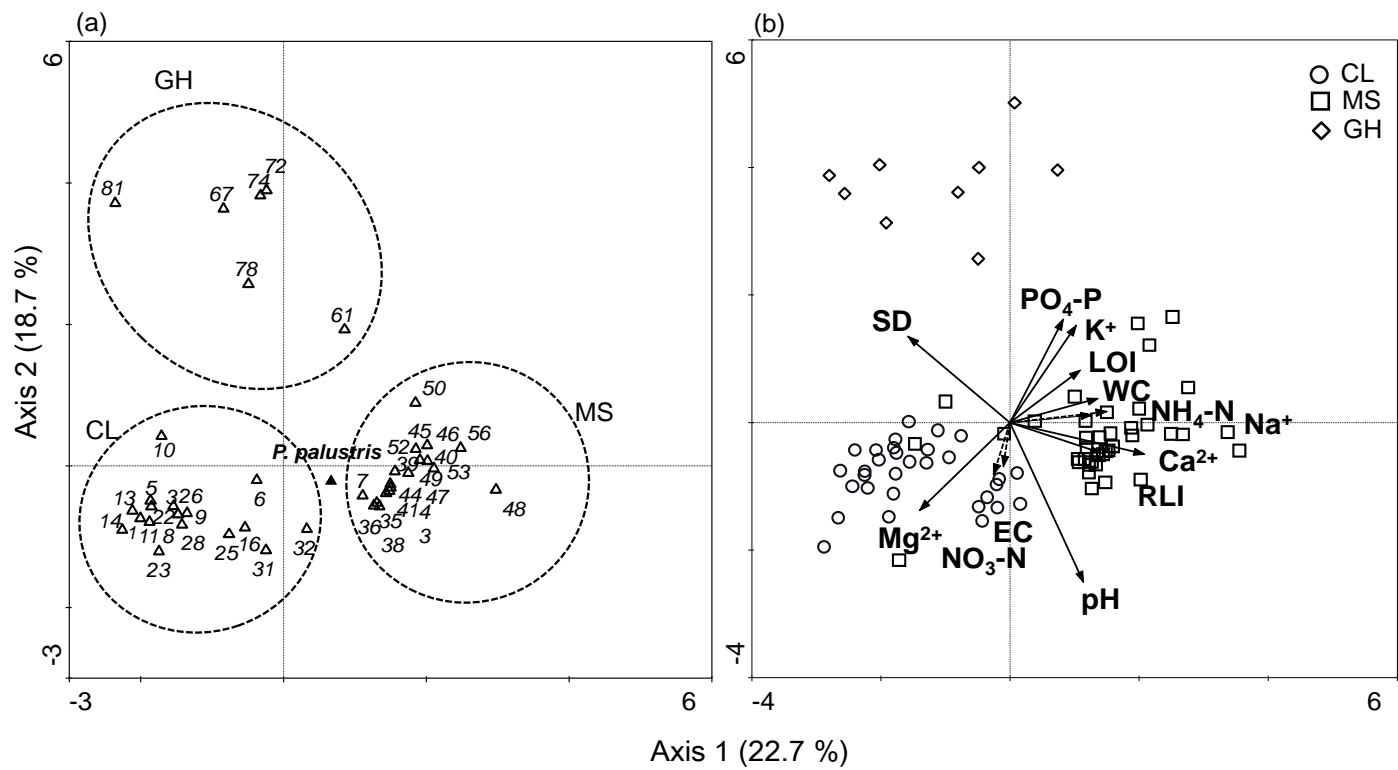 (a)
(b)
6
6
GH
CL
MS
GH
72
74
81
67
78
61
PO₄-P
K⁺
SD
LOI
WC
NH₄-N
Na⁺
Ca²⁺
RLI
Mg²⁺
EC
NO₃-N
pH
50
MS
CL
10
P. palustris
45
46
56
52
39
40
53
49
7
44
47
48
41
4
36
35
38
3
5
13
3
26
6
14
1
11
22
9
8
28
16
25
32
23
31
Axis 2 (18.7 %)
-3
-4
-3
6
-4
6
Axis 1 (22.7 %)